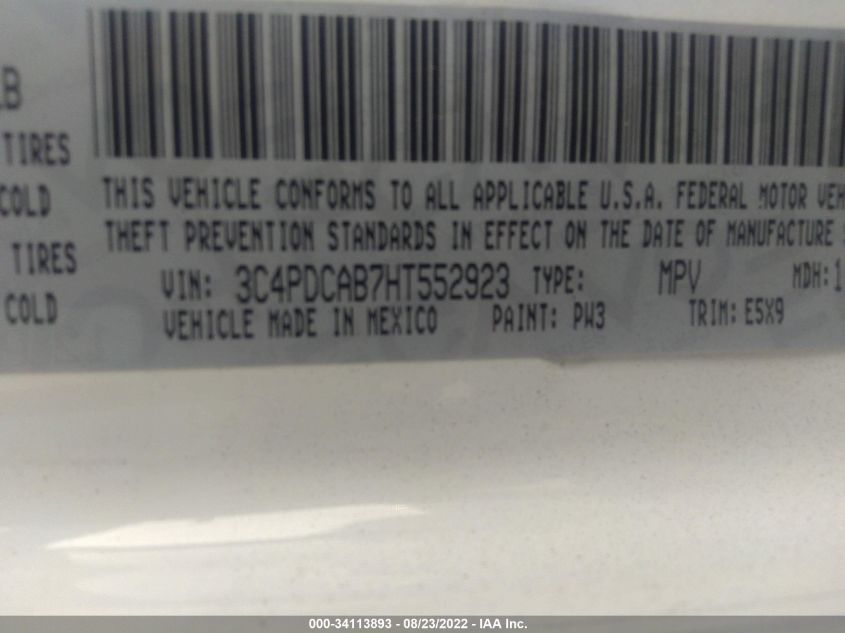 LB
TIRES
COLD
TIRES
COLD
THIS VEHICLE CONFORMS TO ALL APPLICABLE U.S.A. FEDERAL MOTOR VEH
THEFT PREVENTION STANDARDS IN EFFECT ON THE DATE OF MANUFACTURE
VIN: 3C4PDCAB7HT552923 TYPE: MPV MDH: 1
VEHICLE MADE IN MEXICO PAINT: PW3 TRIM: E5X9
000-34113893 - 08/23/2022 - IAA Inc.